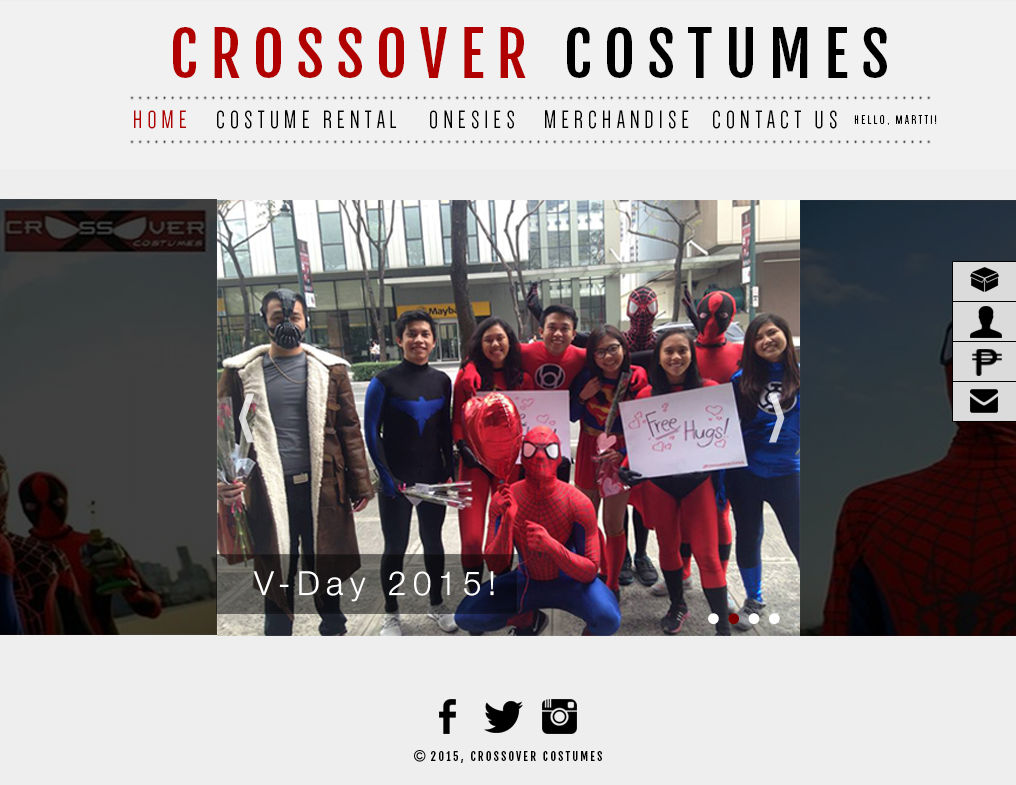 CROSSOVER COSTUMES
HOME COSTUME RENTAL ONESIES MERCHANDISE CONTACT US HELLO, MARTTI!
CROSSOVER
COSTUMES
Mayb
Free
Hugs!
V-Day 2015!
© 2015, CROSSOVER COSTUMES